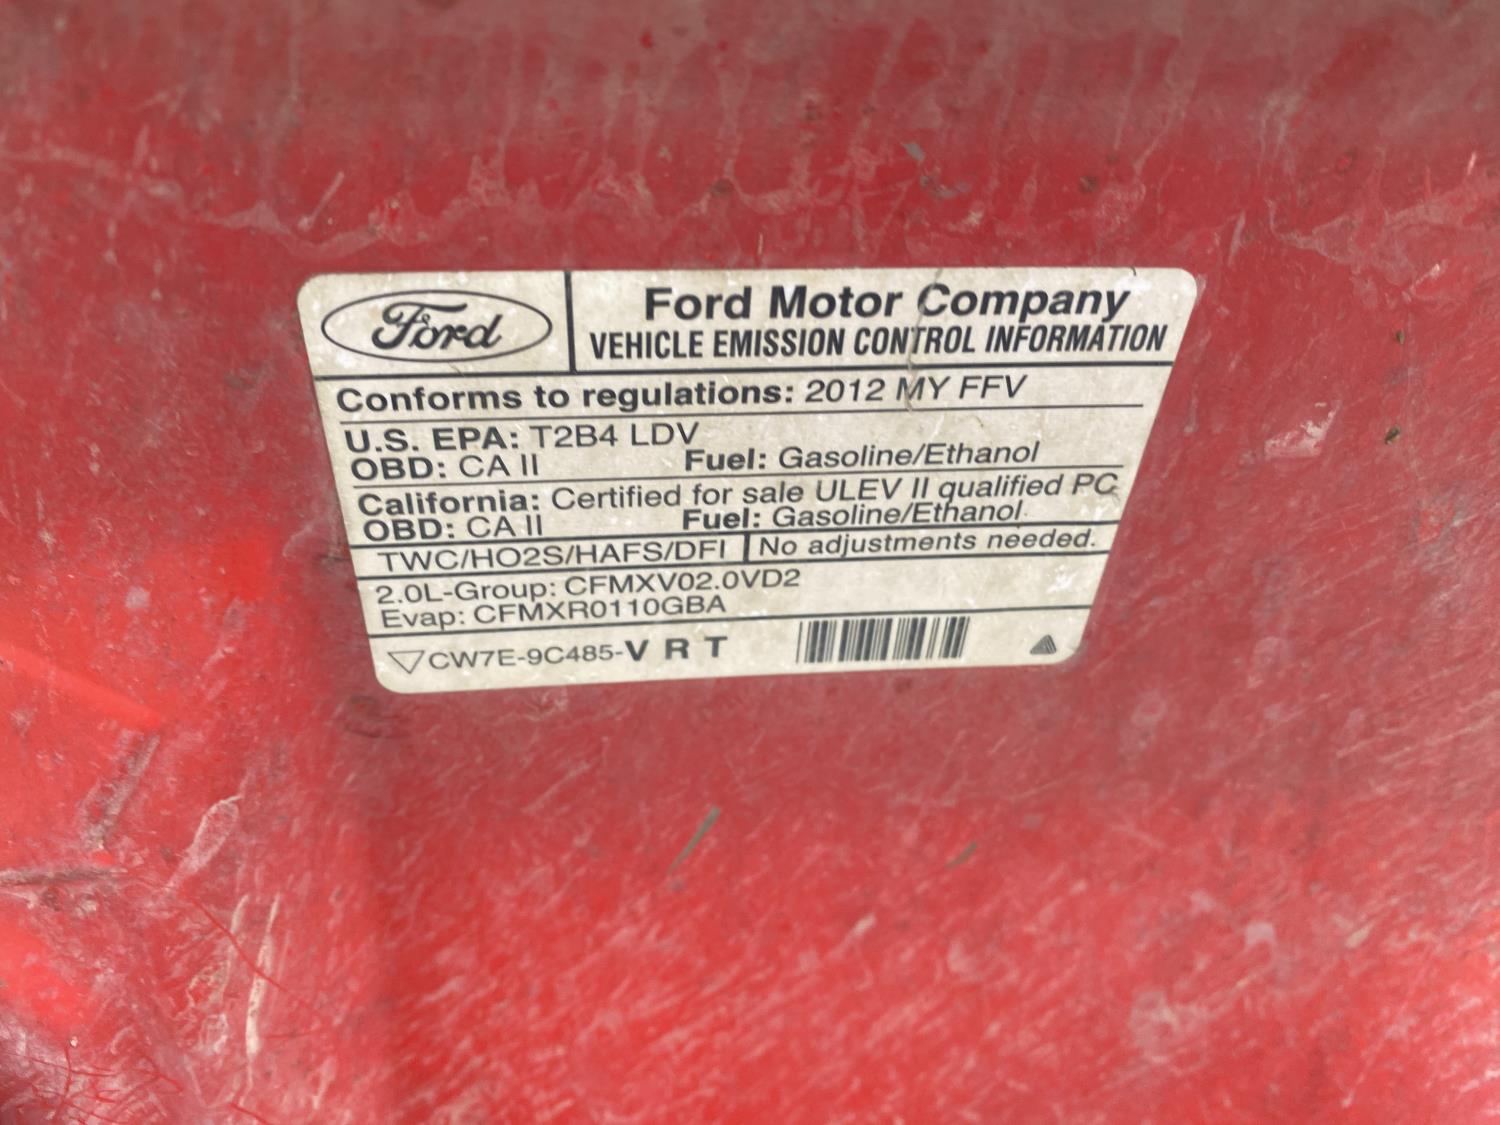 Ford
Ford Motor Company
VEHICLE EMISSION CONTROL INFORMATION
Conforms to regulations: 2012 MY FFV
U.S. EPA: T2B4 LDV
OBD: CA II Fuel: Gasoline/Ethanol
California: Certified for sale ULEV II qualified PC
OBD: CA II Fuel: Gasoline/Ethanol
TWC/HO2S/HAFS/DFI No adjustments needed.
2.0L-Group: CFMXV02.0VD2
Evap: CFMXR0110GBA
CW7E-9C485-V R T